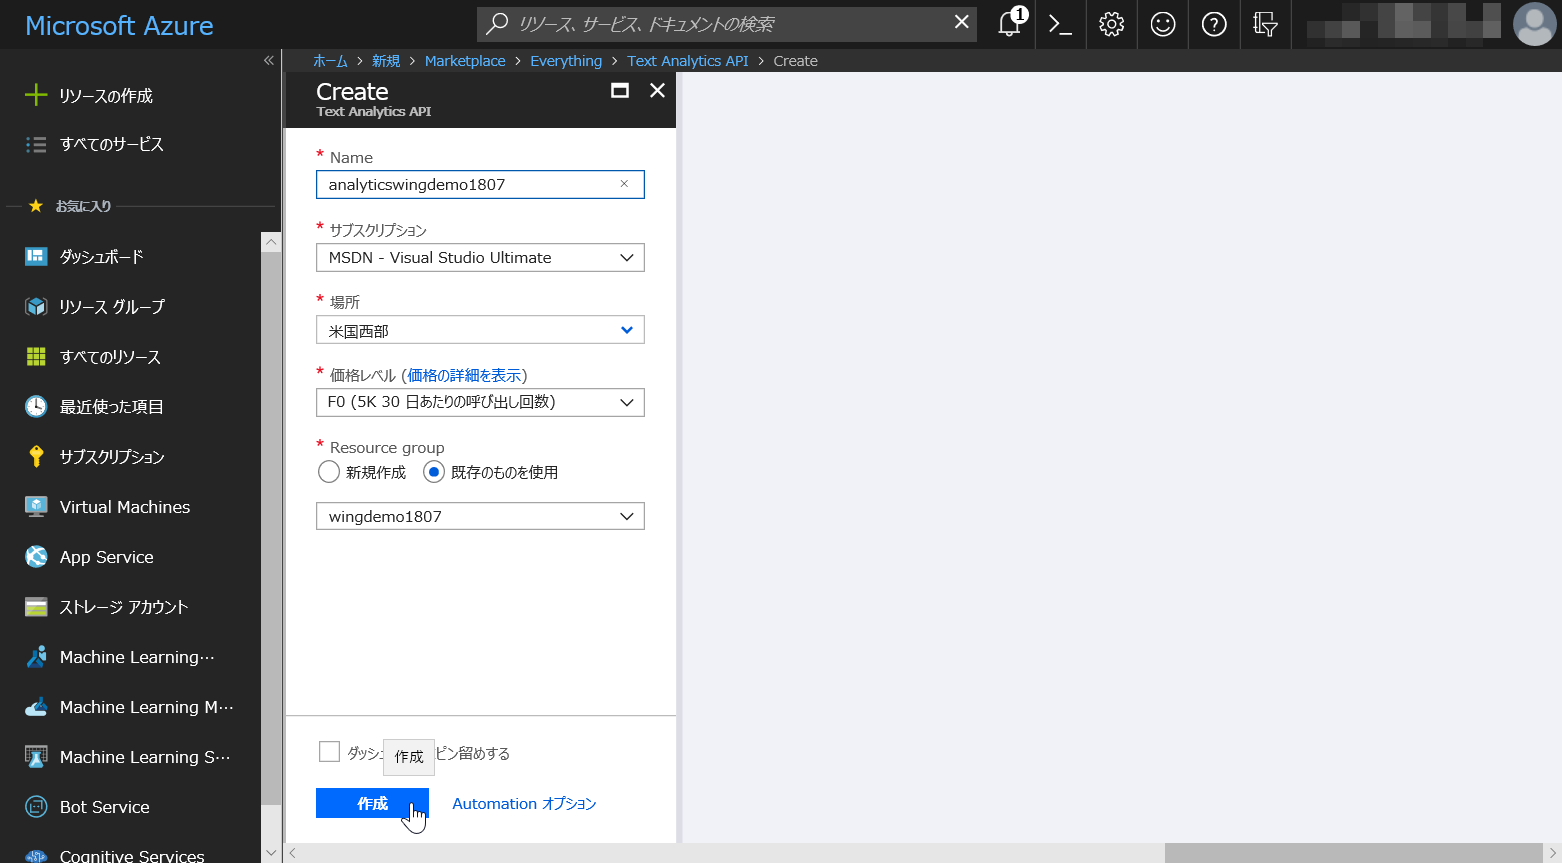 Microsoft Azure
リソース、サービス、ドキュメントの検索
1
ホーム > 新規 > Marketplace > Everything > Text Analytics API > Create
リソースの作成
すべてのサービス
お気に入り
ダッシュボード
リソース グループ
すべてのリソース
最近使った項目
サブスクリプション
Virtual Machines
App Service
ストレージ アカウント
Machine Learning…
Machine Learning M…
Machine Learning S…
Bot Service
Cognitive Services
Create
Text Analytics API
* Name
analyticswingdemo1807
* サブスクリプション
MSDN - Visual Studio Ultimate
* 場所
米国西部
* 価格レベル (価格の詳細を表示)
F0 (5K 30 日あたりの呼び出し回数)
* Resource group
新規作成 既存のものを使用
wingdemo1807
ダッシュ ピン留めする
作成
作成 Automation オプション